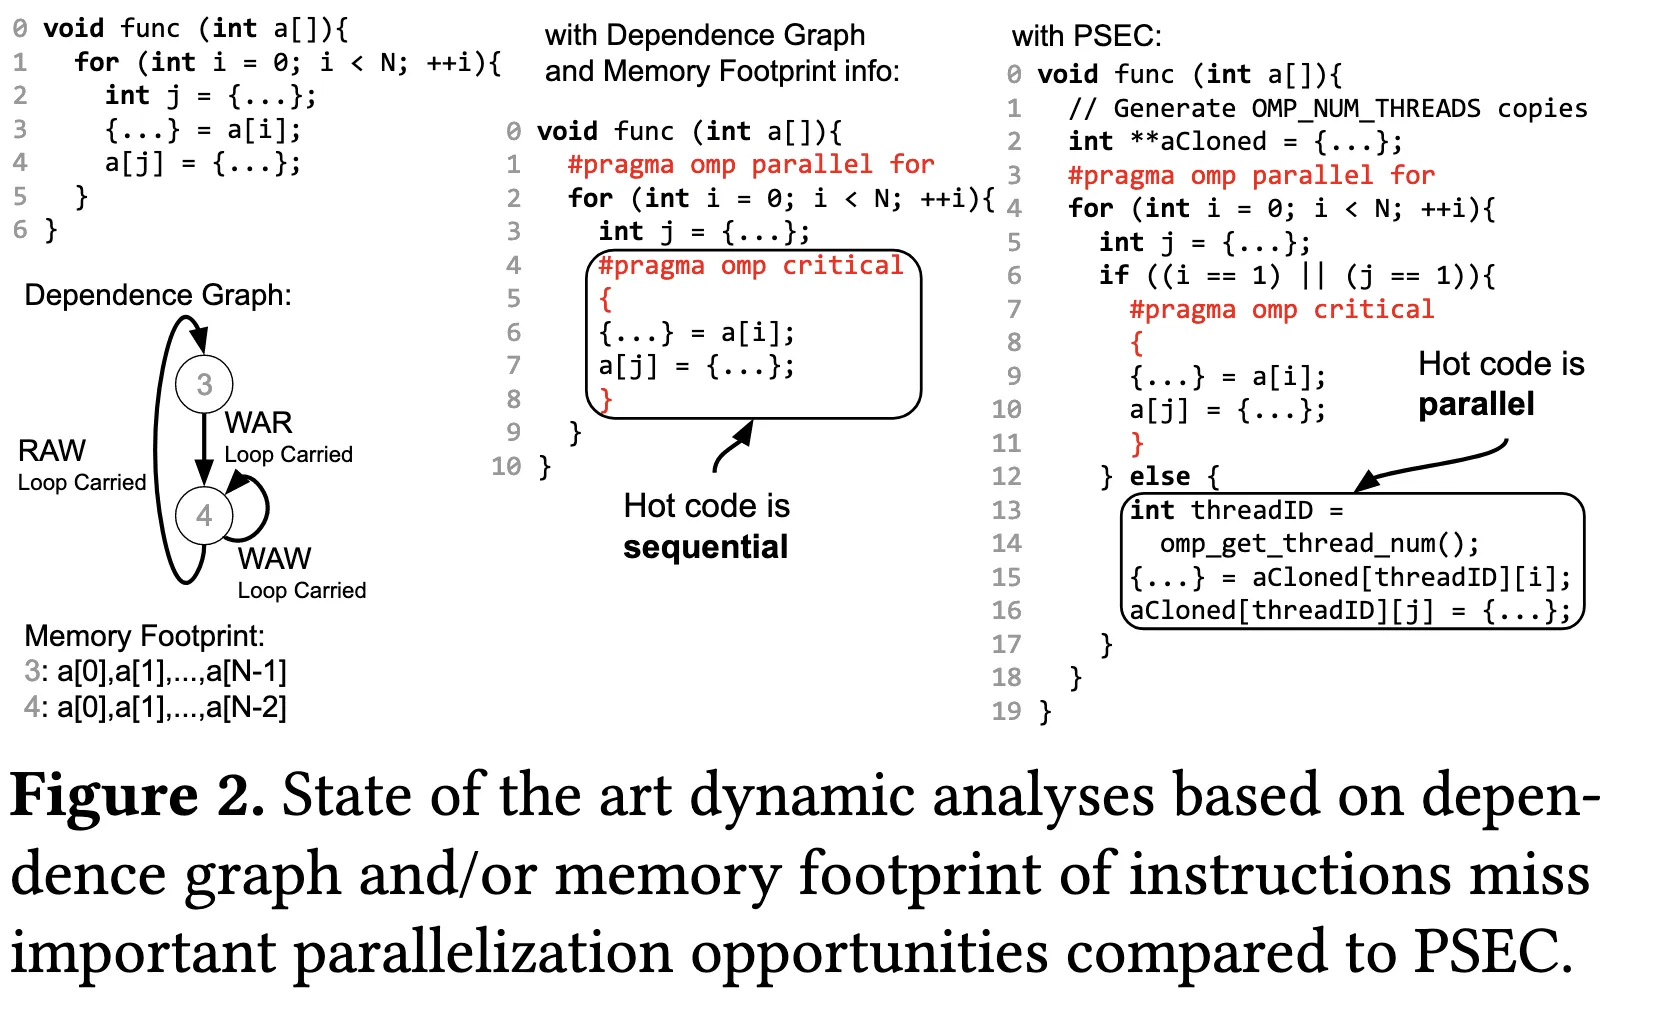 0 void func (int a[]){
1 for (int i = 0; i < N; ++i){
2 int j = {...};
3 {...} = a[i];
4 a[j] = {...};
5 }
6 }
Dependence Graph:
3
WAR
Loop Carried
RAW
Loop Carried
4
WAW
Loop Carried
Memory Footprint:
3: a[0],a[1],...,a[N-1]
4: a[0],a[1],...,a[N-2]
with Dependence Graph
and Memory Footprint info:
0 void func (int a[]){
1 #pragma omp parallel for
2 for (int i = 0; i < N; ++i){
3 int j = {...};
4 #pragma omp critical
5 {
6 {...} = a[i];
7 a[j] = {...};
8 }
9 }
10 }
Hot code is
sequential
with PSEC:
0 void func (int a[]){
1 // Generate OMP_NUM_THREADS copies
2 int **aCloned = {...};
3 #pragma omp parallel for
4 for (int i = 0; i < N; ++i){
5 int j = {...};
6 if ((i == 1) || (j == 1)){
7 #pragma omp critical
8 {
9 {...} = a[i];
10 a[j] = {...};
11 }
12 } else {
13 int threadID =
14 omp_get_thread_num();
15 {...} = aCloned[threadID][i];
16 aCloned[threadID][j] = {...};
17 }
18 }
19 }
Hot code is
parallel
Figure 2. State of the art dynamic analyses based on depen-
dence graph and/or memory footprint of instructions miss
important parallelization opportunities compared to PSEC.